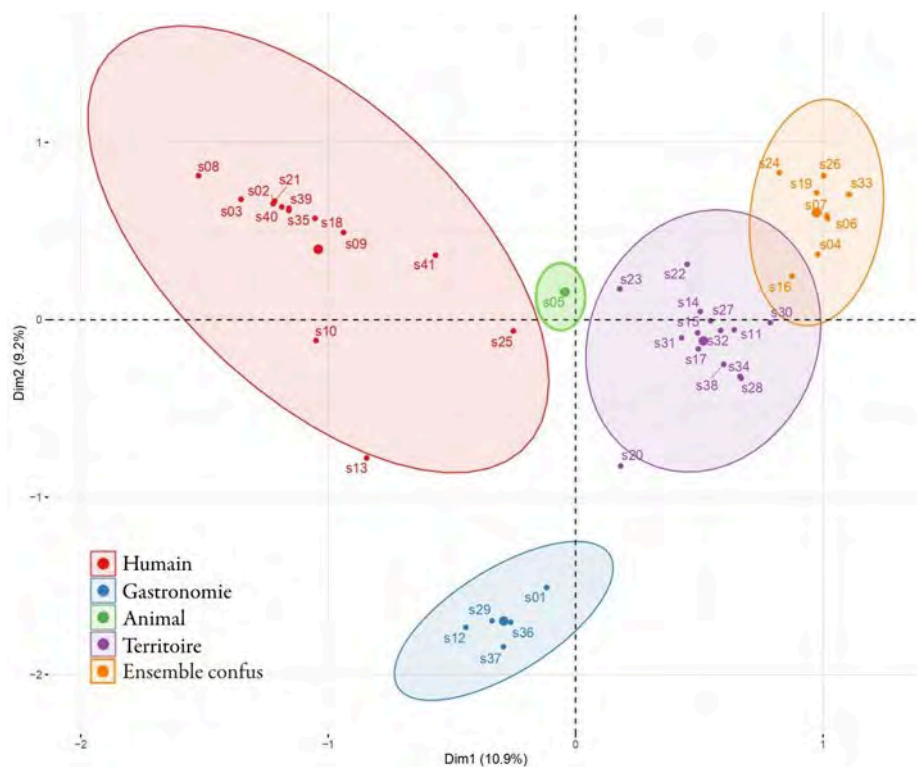 s08
s02
s21
s39
s03
s40
s35
s18
s09
s41
s10
s25
s13
s05
s24
s26
s19
s33
s07
s06
s04
s16
s23
s22
s14
s27
s30
s15
s31
s32
s11
s17
s34
s38
s28
s20
s01
s29
s12
s36
s37
1
0
−1
−2
Dim2 (9.2%)
Humain
Gastronomie
Animal
Territoire
Ensemble confus
−2
−1
0
1
Dim1 (10.9%)